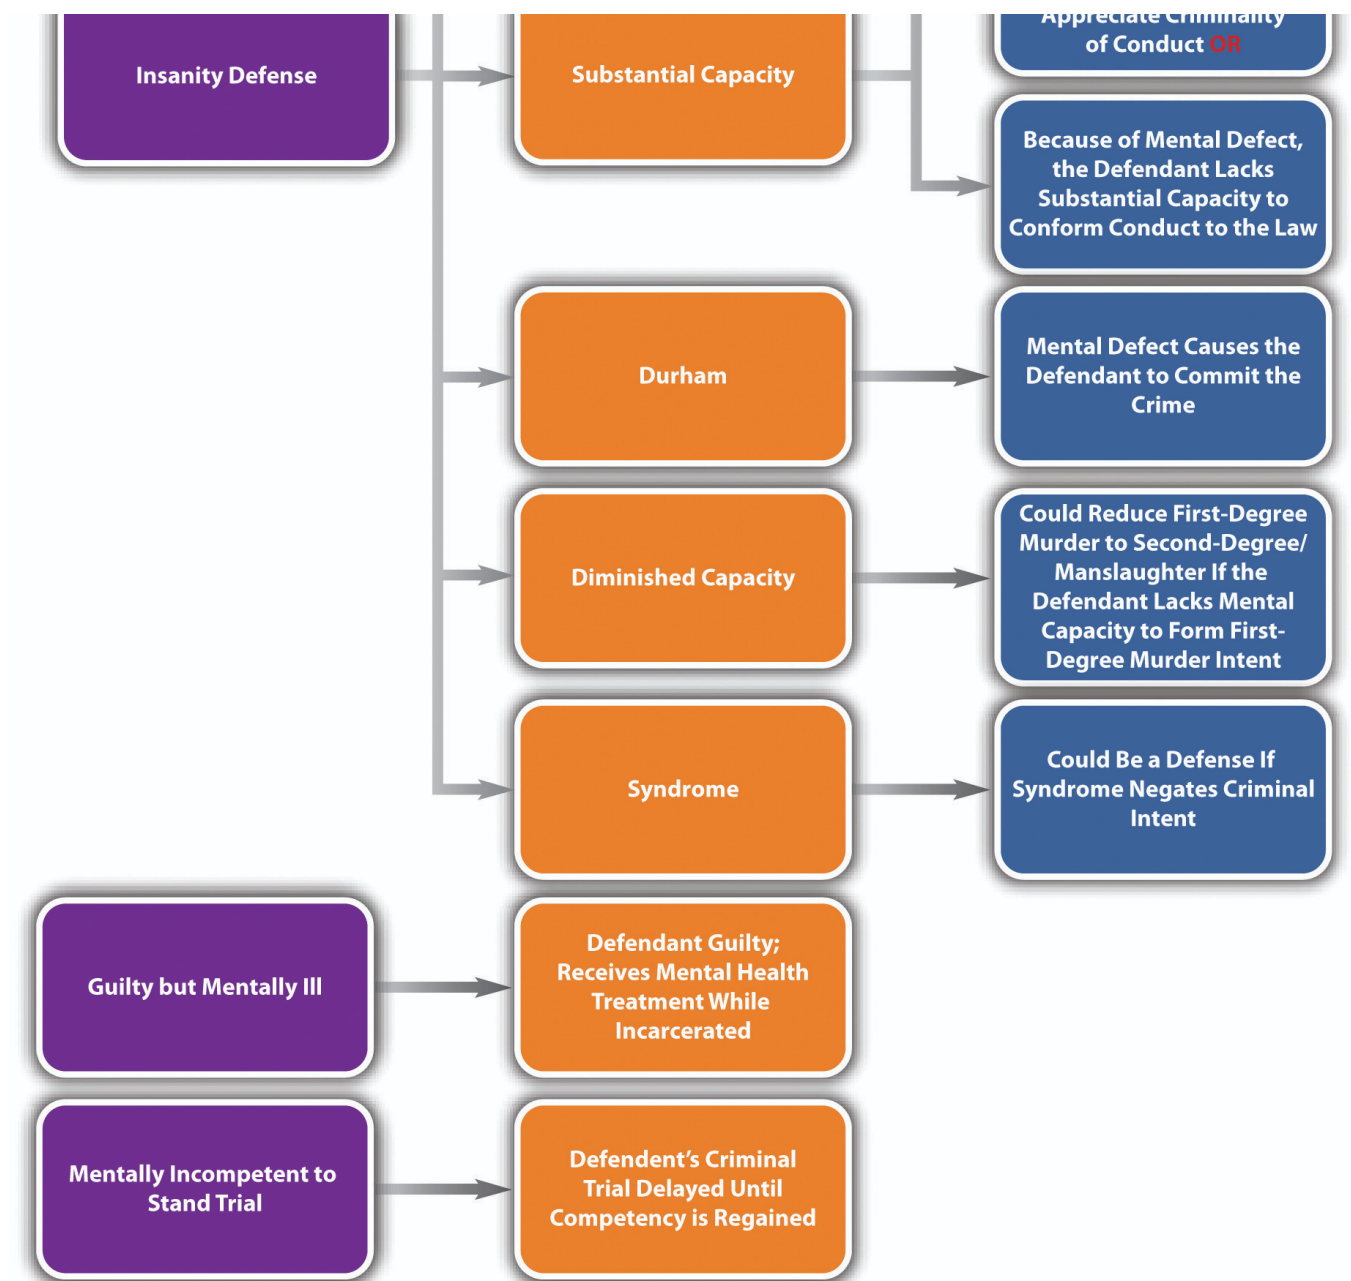 Appreciate Criminality
of Conduct OR
Insanity Defense
Substantial Capacity
Because of Mental Defect,
the Defendant Lacks
Substantial Capacity to
Conform Conduct to the Law
Durham
Mental Defect Causes the
Defendant to Commit the
Crime
Diminished Capacity
Could Reduce First-Degree
Murder to Second-Degree/
Manslaughter If the
Defendant Lacks Mental
Capacity to Form First-
Degree Murder Intent
Syndrome
Could Be a Defense If
Syndrome Negates Criminal
Intent
Guilty but Mentally Ill
Defendant Guilty;
Receives Mental Health
Treatment While
Incarcerated
Mentally Incompetent to
Stand Trial
Defendent’s Criminal
Trial Delayed Until
Competency is Regained